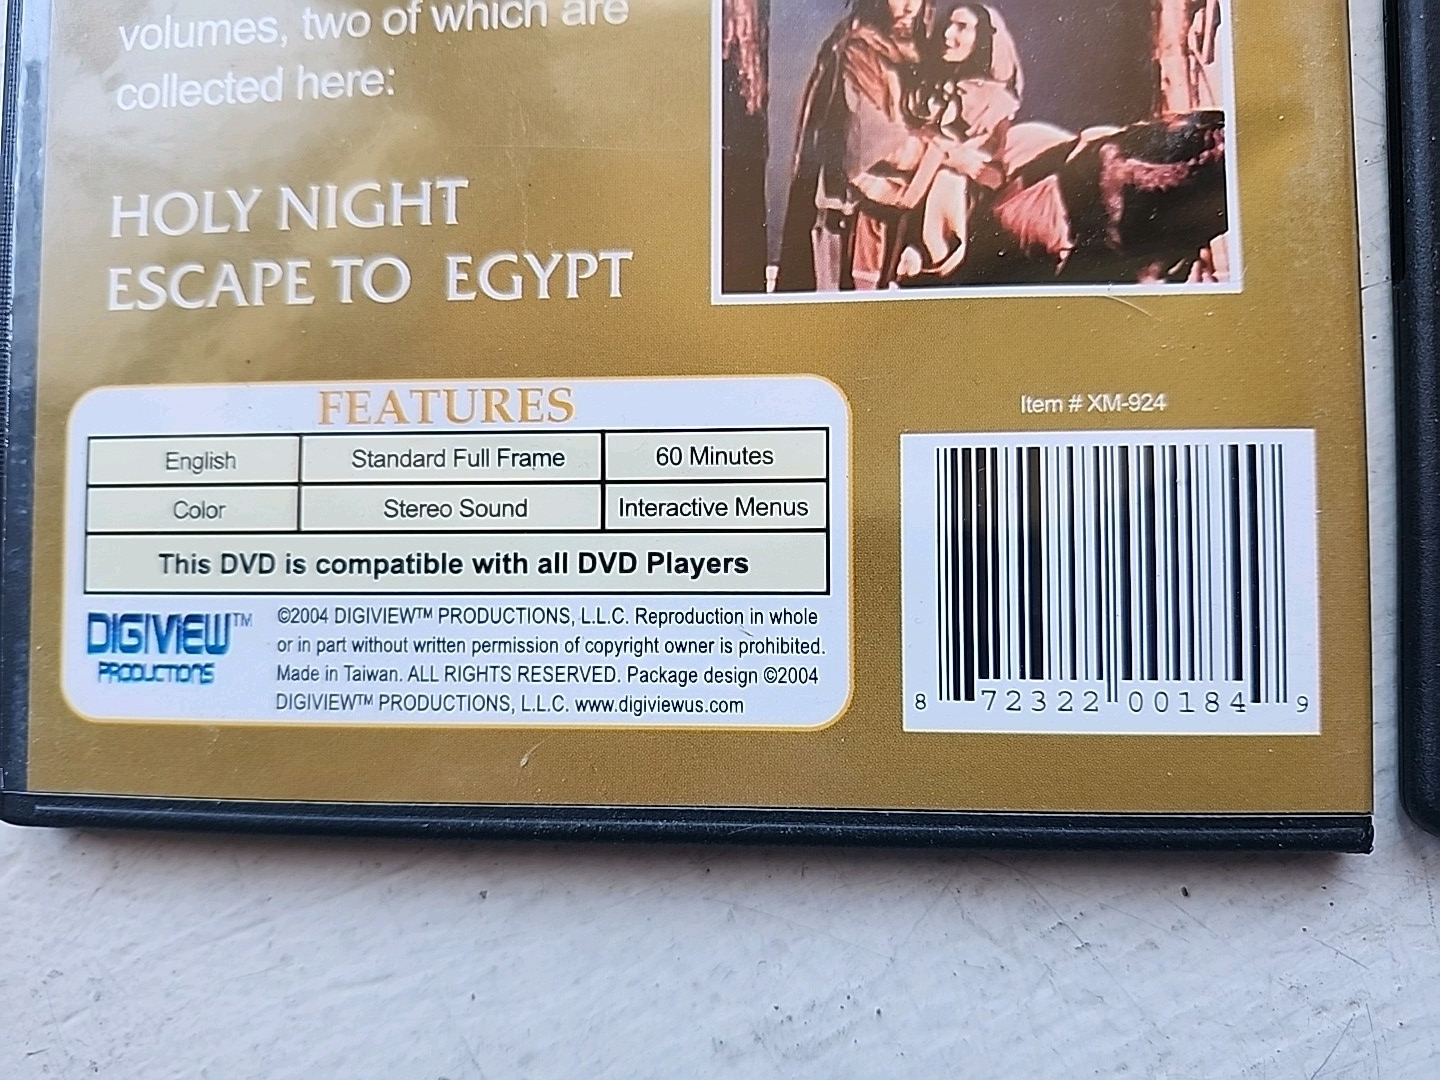 volumes, two of which are
collected here:
HOLY NIGHT
ESCAPE TO EGYPT
FEATURES
English Standard Full Frame 60 Minutes
Color Stereo Sound Interactive Menus
This DVD is compatible with all DVD Players
DIGIVIEW™
PRODUCTIONS
©2004 DIGIVIEW™ PRODUCTIONS, L.L.C. Reproduction in whole
or in part without written permission of copyright owner is prohibited.
Made in Taiwan. ALL RIGHTS RESERVED. Package design ©2004
DIGIVIEW™ PRODUCTIONS, L.L.C. www.digiviewus.com
Item # XM-924
8 72322 00184 9